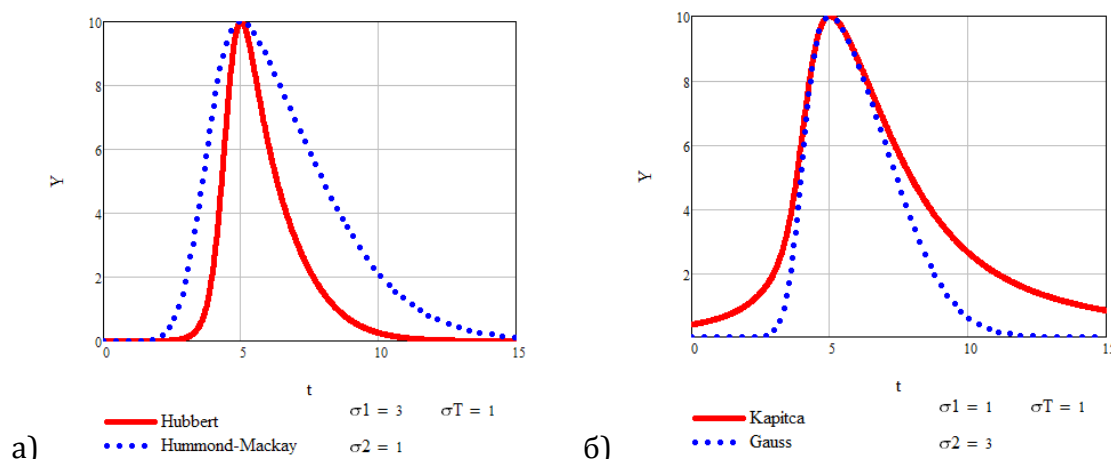 10
8
6
4
2
0
Y
0 5 10 15
t
Hubbert
Hummond-Mackay
σ1 = 3 σT = 1
σ2 = 1
а)
10
8
6
4
2
Y
0 5 10 15
t
Kapitca
Gauss
σ1 = 1 σT = 1
σ2 = 3
б)